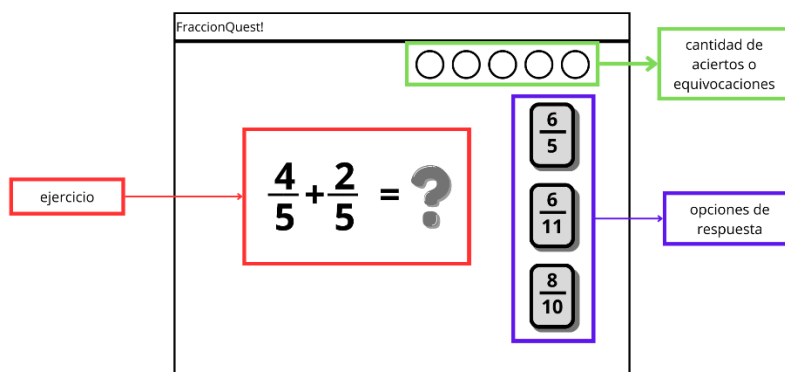 FraccionQuest!
cantidad de
aciertos o
equivocaciones
ejercicio
4/5 + 2/5 = ?
6/5
6/11
8/10
opciones de
respuesta